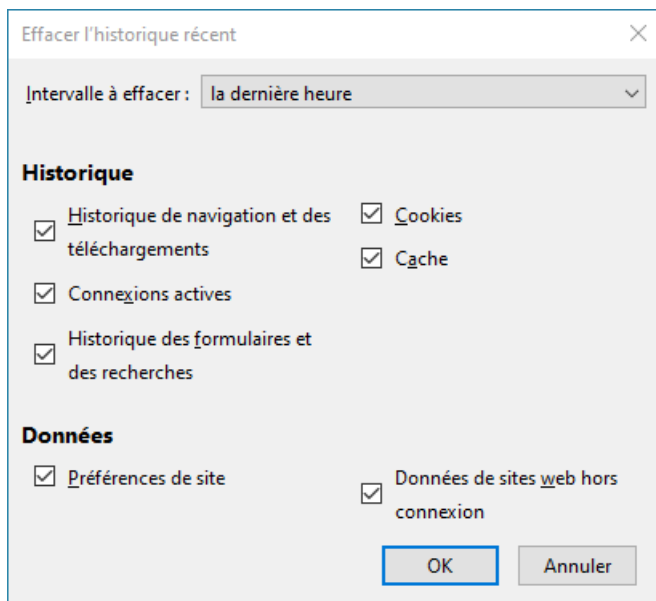 Effacer l’historique récent
Intervalle à effacer : la dernière heure
Historique
Historique de navigation et des
téléchargements
Cookies
Cache
Connexions actives
Historique des formulaires et
des recherches
Données
Préférences de site
Données de sites web hors
connexion
OK Annuler